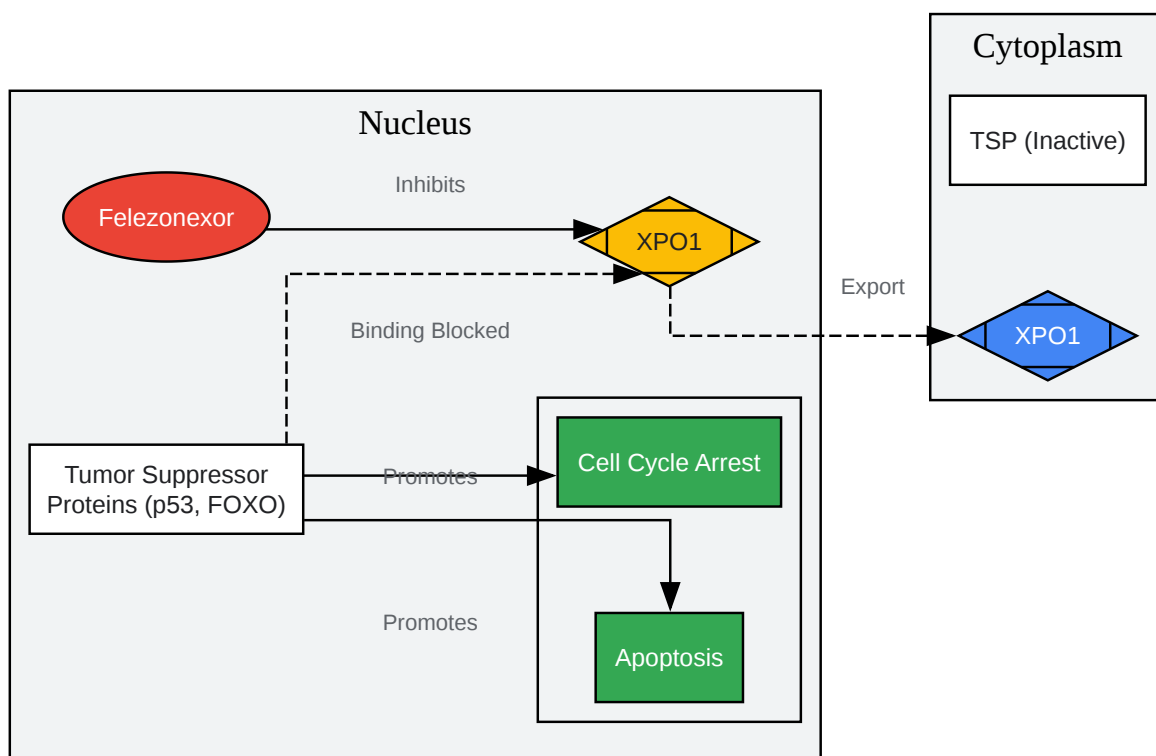 Cytoplasm
TSP (Inactive)
Nucleus
Inhibits
Felezonexor
XPO1
Export
Binding Blocked
XPO1
Cell Cycle Arrest
Tumor Suppressor
Proteins (p53, FOXO)
Promotes
Promotes
Apoptosis